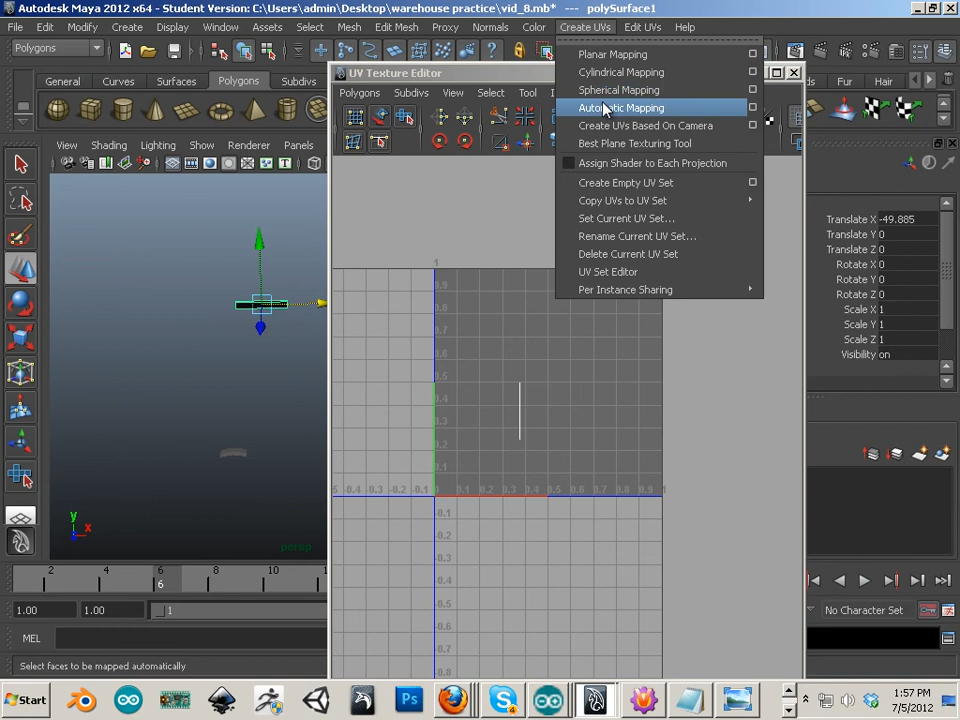 Autodesk Maya 2012 x64 - Student Version: C:\Users\admin\Desktop\warehouse practice\vid_8.mb* --- polySurface1
File Edit Modify Create Display Window Assets Select Mesh Edit Mesh Proxy Normals Color Create UVs Edit UVs Help
Polygons
General Curves Surfaces Polygons Subdivs Fur Hair
UV Texture Editor
Polygons Subdivs View Select Tool
View Shading Lighting Show Renderer Panels
Planar Mapping
Cylindrical Mapping
Spherical Mapping
Automatic Mapping
Create UVs Based On Camera
Best Plane Texturing Tool
Assign Shader to Each Projection
Create Empty UV Set
Copy UVs to UV Set
Set Current UV Set...
Rename Current UV Set...
Delete Current UV Set
UV Set Editor
Per Instance Sharing
polySurface1
Translate X -49.885
Translate Y 0
Translate Z 0
Rotate X 0
Rotate Y 0
Rotate Z 0
Scale X 1
Scale Y 1
Scale Z 1
Visibility on
1
0.9
0.8
0.7
0.6
0.5
0.4
0.3
0.2
0.1
5 -0.4 -0.3 -0.2 -0.1 0 0.1 0.2 0.3 0.4 0.5 0.6 0.7 0.8 0.9 1
-0.1
-0.2
-0.3
-0.4
-0.5
-0.6
-0.7
-0.8
y
x
persp
2 4 6 8 10 12
6
1.00 1.00 1
No Character Set
MEL
Select faces to be mapped automatically
Start
1:57 PM
7/5/2012